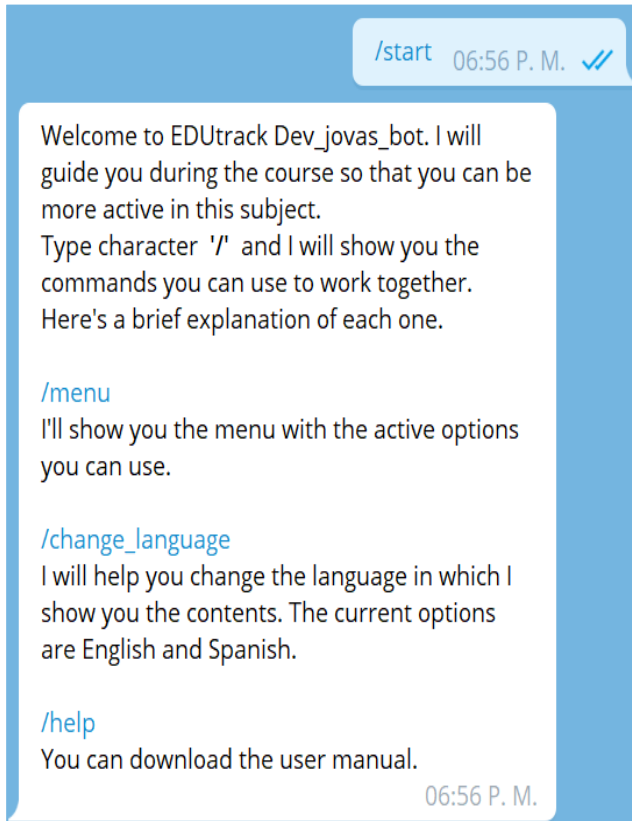 /start 06:56 P. M.
Welcome to EDUtrack Dev_jovas_bot. I will
guide you during the course so that you can be
more active in this subject.
Type character '/' and I will show you the
commands you can use to work together.
Here's a brief explanation of each one.
/menu
I'll show you the menu with the active options
you can use.
/change_language
I will help you change the language in which I
show you the contents. The current options
are English and Spanish.
/help
You can download the user manual.
06:56 P. M.